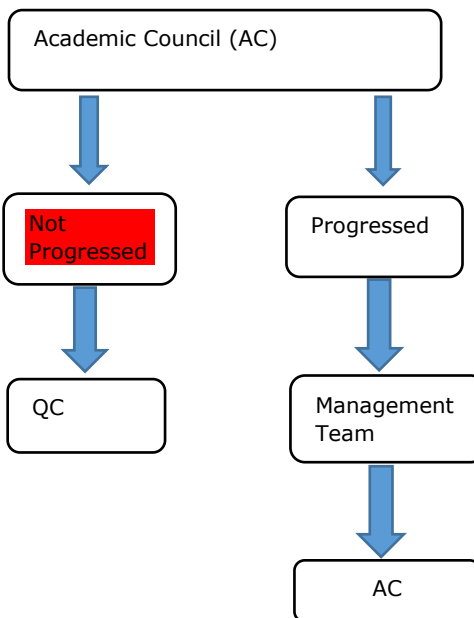 Academic Council (AC)
Not
Progressed
Progressed
QC
Management
Team
AC